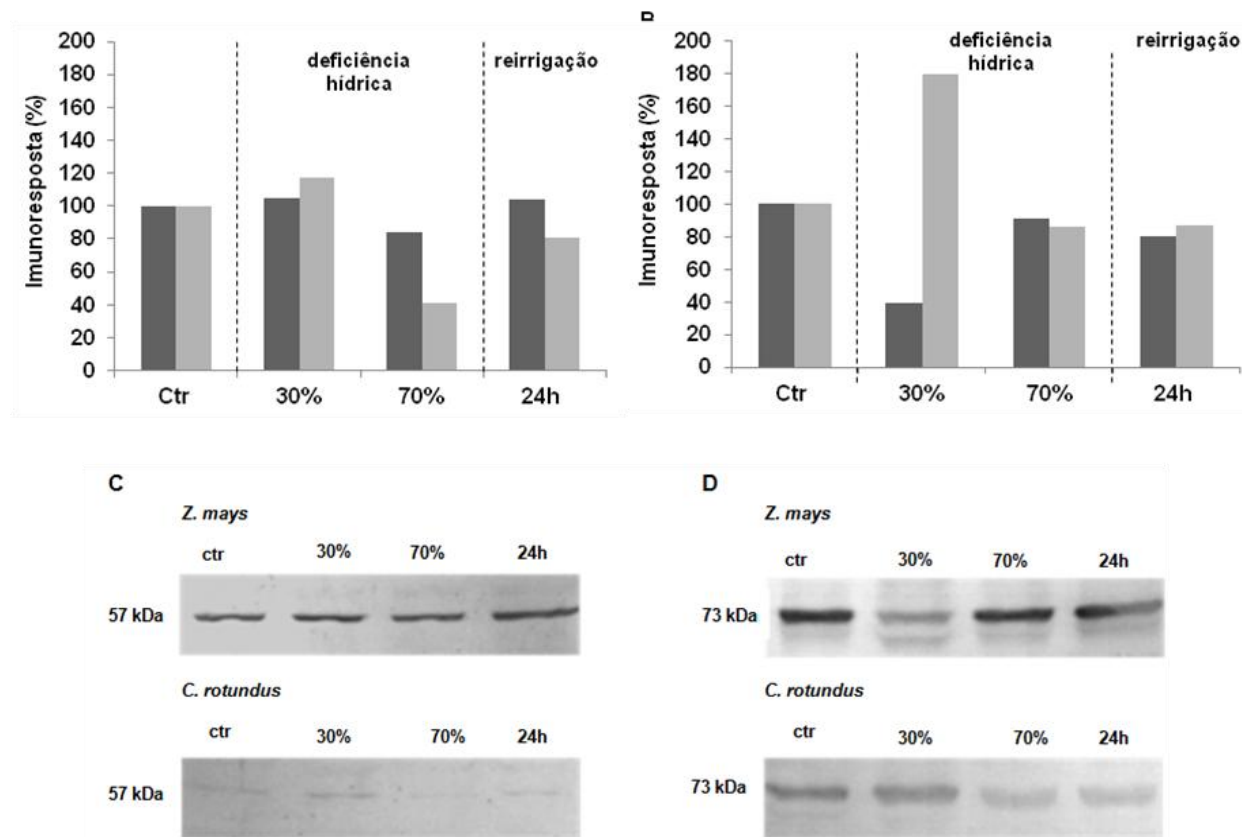 B
200
180
160
140
120
100
80
60
40
20
0
Imunoresposta (%)
deficiência
hídrica
reirrigação
Ctr 30% 70% 24h
200
180
160
140
120
100
80
60
40
20
0
Imunoresposta (%)
deficiência
hídrica
reirrigação
Ctr 30% 70% 24h
C
Z. mays
ctr 30% 70% 24h
57 kDa
C. rotundus
ctr 30% 70% 24h
57 kDa
D
Z. mays
ctr 30% 70% 24h
73 kDa
C. rotundus
ctr 30% 70% 24h
73 kDa